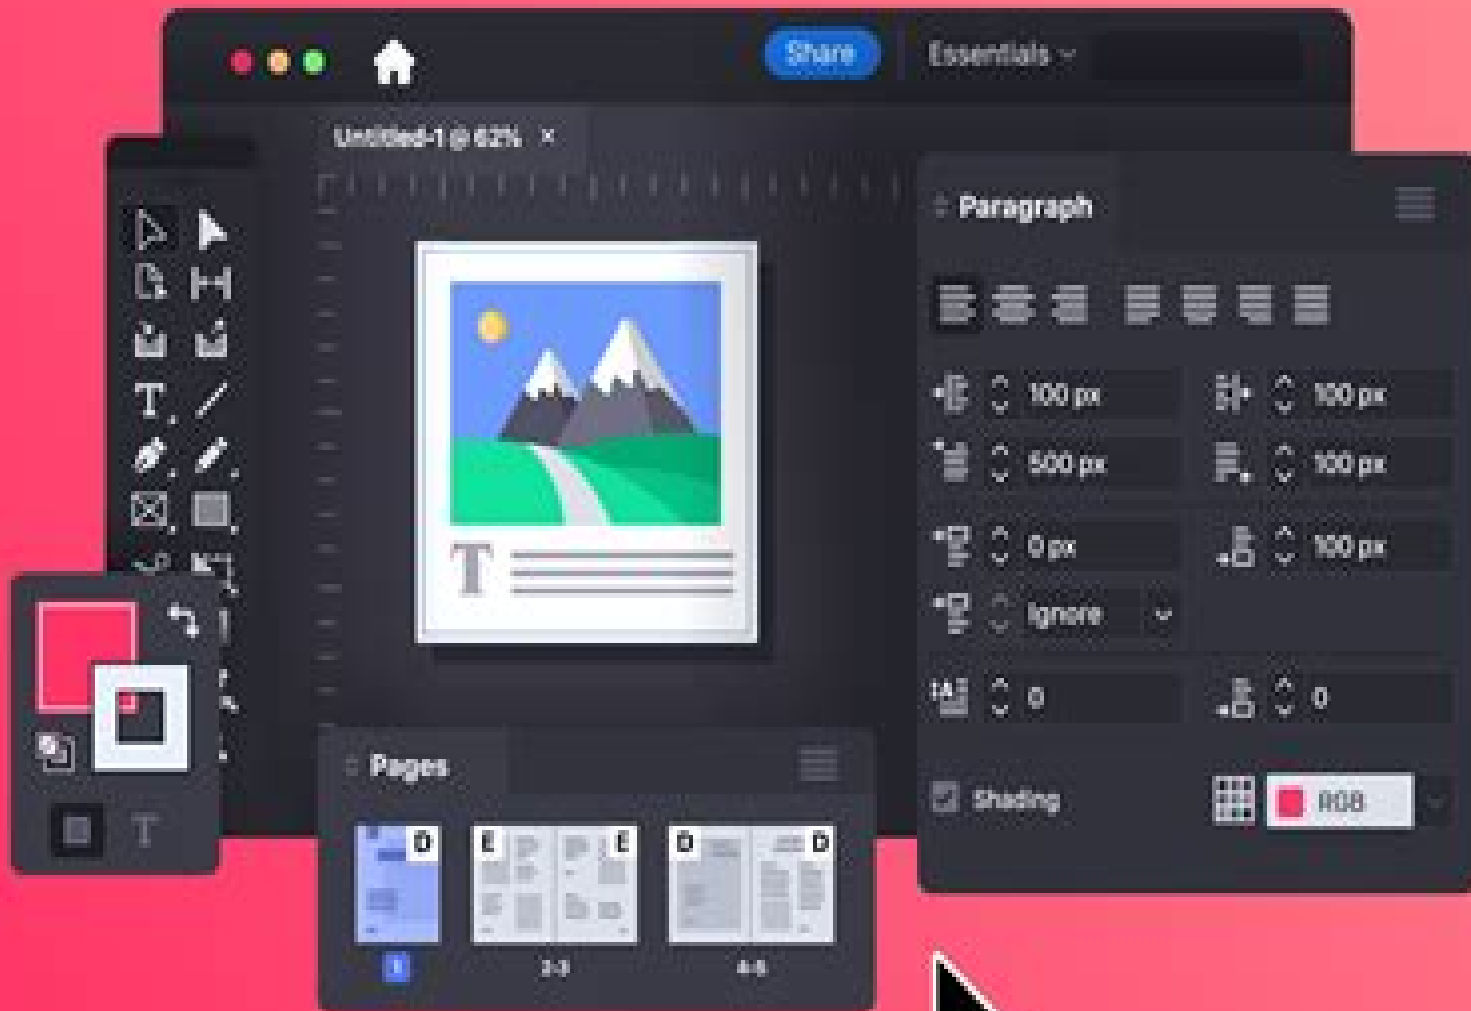 Share Essentials
Untitled-1 @ 62% ×
Paragraph
100 px 100 px
500 px 100 px
0 px 100 px
Ignore
0 0
Shading RGB
T
Pages
D E E D D
1 2-3 4-5